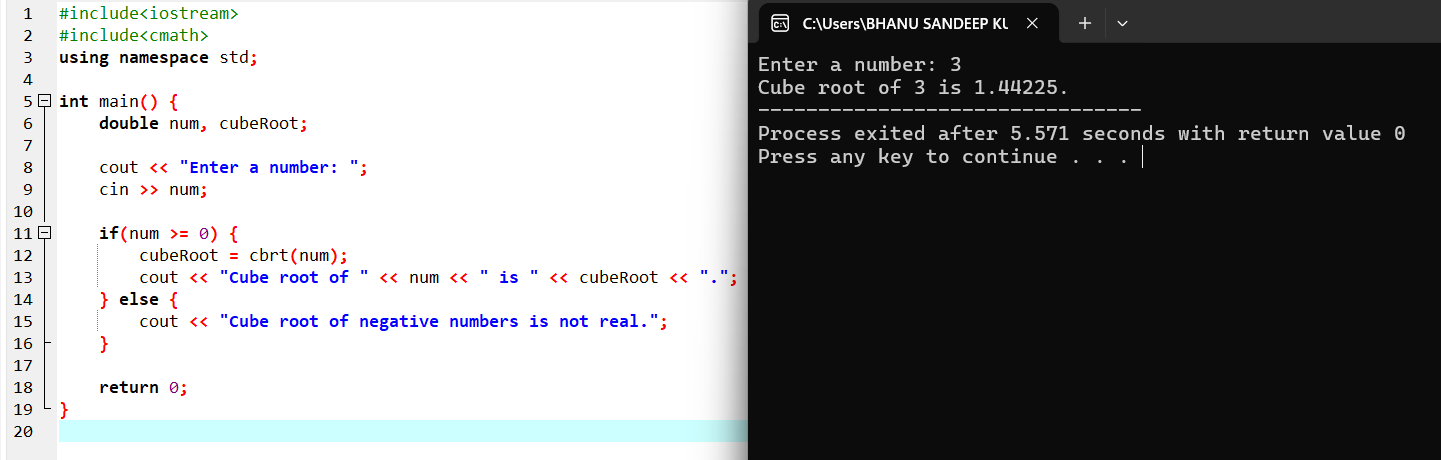 1 #include<iostream>
2 #include<cmath>
3 using namespace std;
4
5 int main() {
6 double num, cubeRoot;
7
8 cout << "Enter a number: ";
9 cin >> num;
10
11 if(num >= 0) {
12 cubeRoot = cbrt(num);
13 cout << "Cube root of " << num << " is " << cubeRoot << ".";
14 } else {
15 cout << "Cube root of negative numbers is not real.";
16 }
17
18 return 0;
19 }
20
C:\Users\BHANU SANDEEP
Enter a number: 3
Cube root of 3 is 1.44225.
--------------------------------
Process exited after 5.571 seconds with return value 0
Press any key to continue . . .